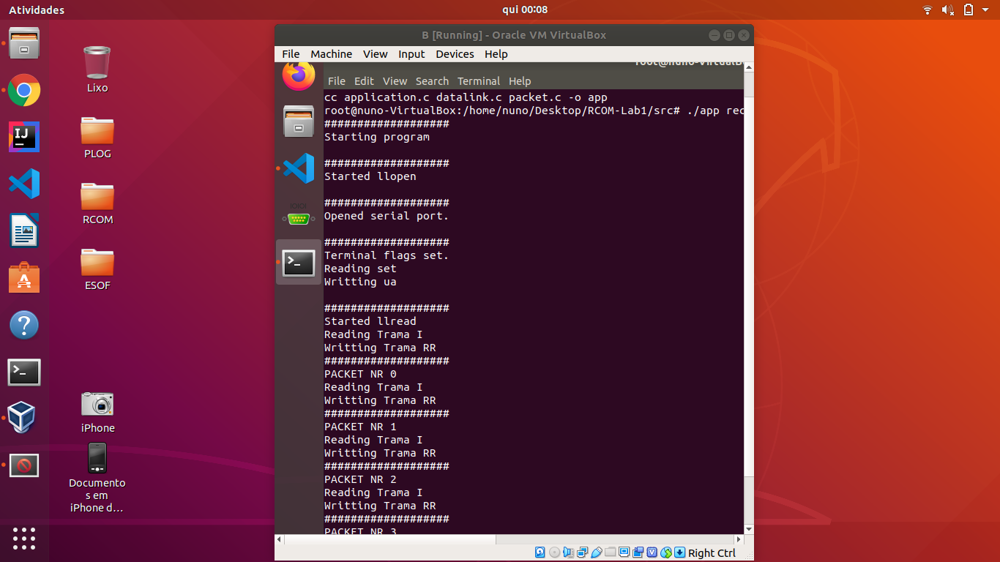 Atividades
qui 00:08
Lixo
PLOG
RCOM
ESOF
iPhone
Documento
s em
iPhone d…
B [Running] - Oracle VM VirtualBox
File Machine View Input Devices Help
root@nuno-VirtualB
File Edit View Search Terminal Help
cc application.c datalink.c packet.c -o app
root@nuno-VirtualBox:/home/nuno/Desktop/RCOM-Lab1/src# ./app rec
###################
Starting program
###################
Started llopen
###################
Opened serial port.
###################
Terminal flags set.
Reading set
Writting ua
###################
Started llread
Reading Trama I
Writting Trama RR
###################
PACKET NR 0
Reading Trama I
Writting Trama RR
###################
PACKET NR 1
Reading Trama I
Writting Trama RR
###################
PACKET NR 2
Reading Trama I
Writting Trama RR
###################
PACKET NR 3
Right Ctrl
IJ